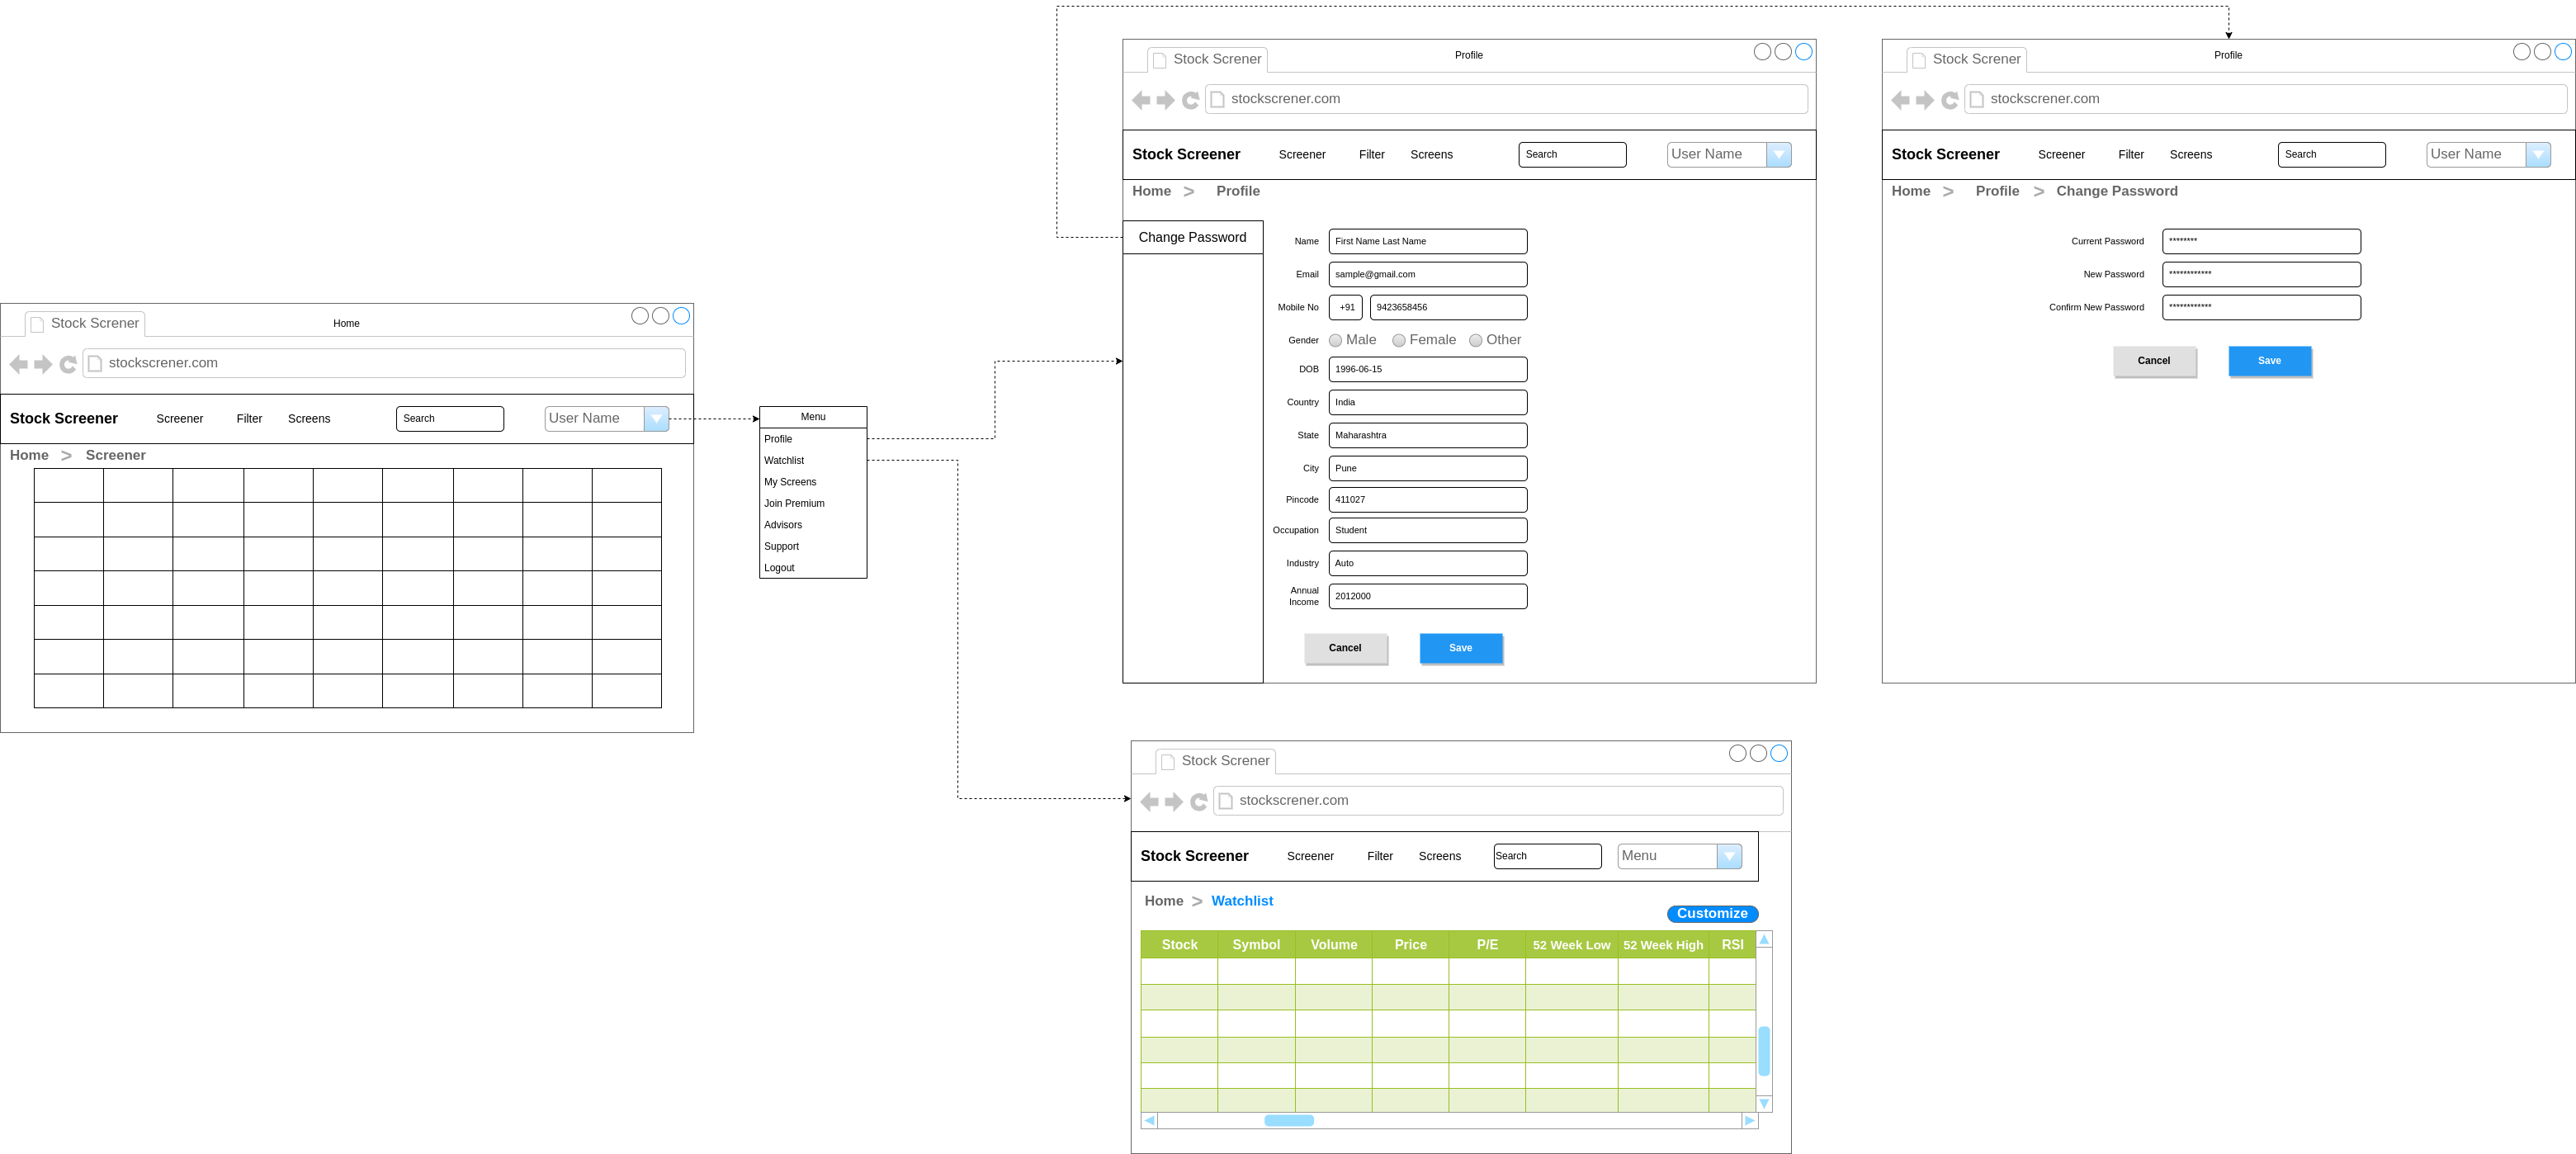 Stock Screner
Home
stockscrener.com
Stock Screener
Screener
Filter
Screens
Search
User Name
Home > Screener
Menu
Profile
Watchlist
My Screens
Join Premium
Advisors
Support
Logout
Stock Screner
Profile
stockscrener.com
Stock Screener
Screener
Filter
Screens
Search
User Name
Home > Profile
Change Password
Name First Name Last Name
Email sample@gmail.com
Mobile No +91 9423658456
Gender Male Female Other
DOB 1996-06-15
Country India
State Maharashtra
City Pune
Pincode 411027
Occupation Student
Industry Auto
Annual
Income 2012000
Cancel Save
Stock Screner
Profile
stockscrener.com
Stock Screener
Screener
Filter
Screens
Search
User Name
Home > Profile > Change Password
Current Password ********
New Password ************
Confirm New Password ************
Cancel Save
Stock Screner
stockscrener.com
Stock Screener
Screener
Filter
Screens
Search
Menu
Home > Watchlist
Customize
Stock Symbol Volume Price P/E 52 Week Low 52 Week High RSI